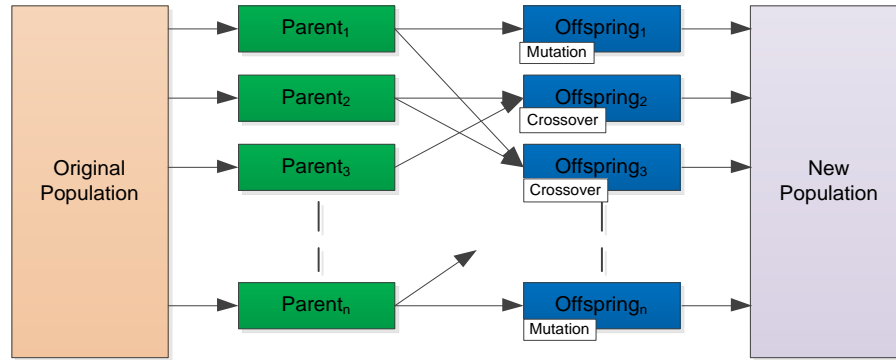 Parent₁
Offspring₁
Mutation
Parent₂
Offspring₂
Crossover
Original
Population
Parent₃
Offspring₃
Crossover
New
Population
Parentₙ
Offspringₙ
Mutation